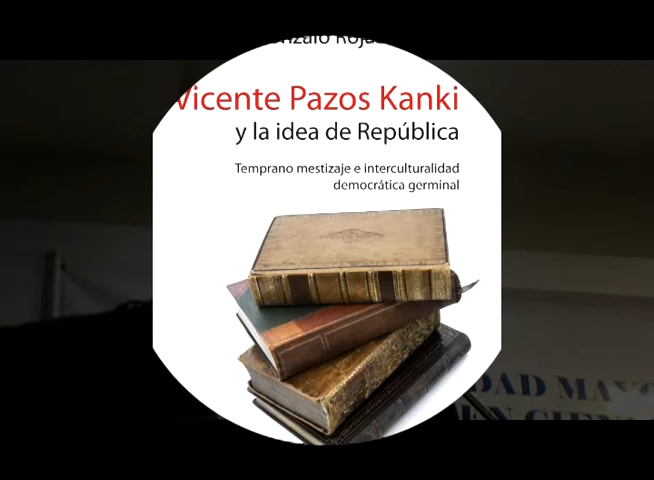 Vicente Pazos Kanki
y la idea de República
Temprano mestizaje e interculturalidad
democrática germinal